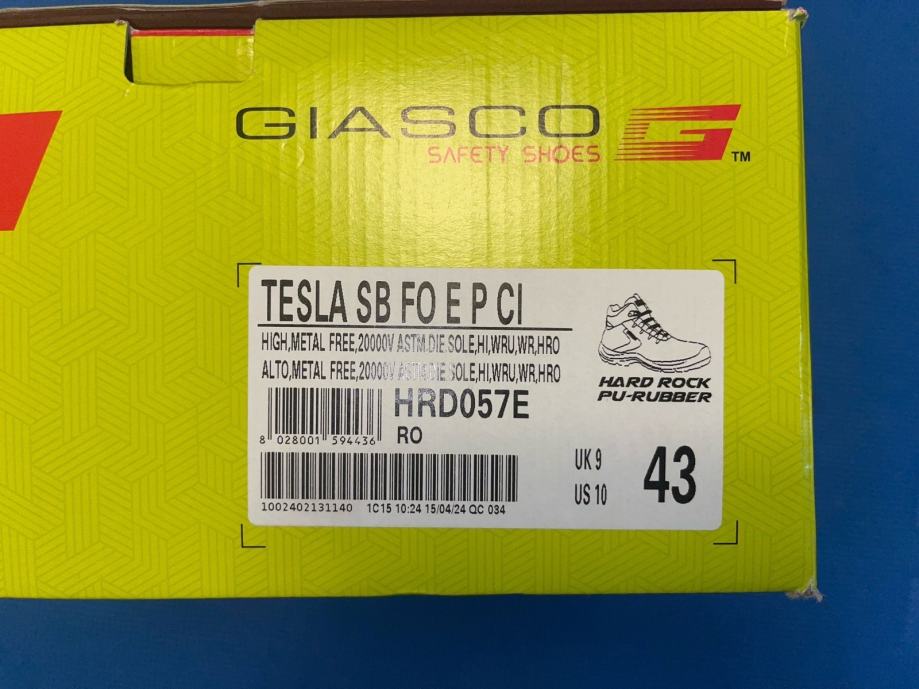 GIASCO
SAFETY SHOES
TM
TESLA SB FO E P CI
HIGH,METAL FREE,20000V ASTM,DIE.SOLE,HI,WRU,WR,HRO
ALTO,METAL FREE,20000V ASTM,DIE.SOLE,HI,WRU,WR,HRO
HARD ROCK
PU-RUBBER
HRD057E
8 028001 594436
RO
UK 9
US 10
43
1002402131140 1C15 10:24 15/04/24 QC 034